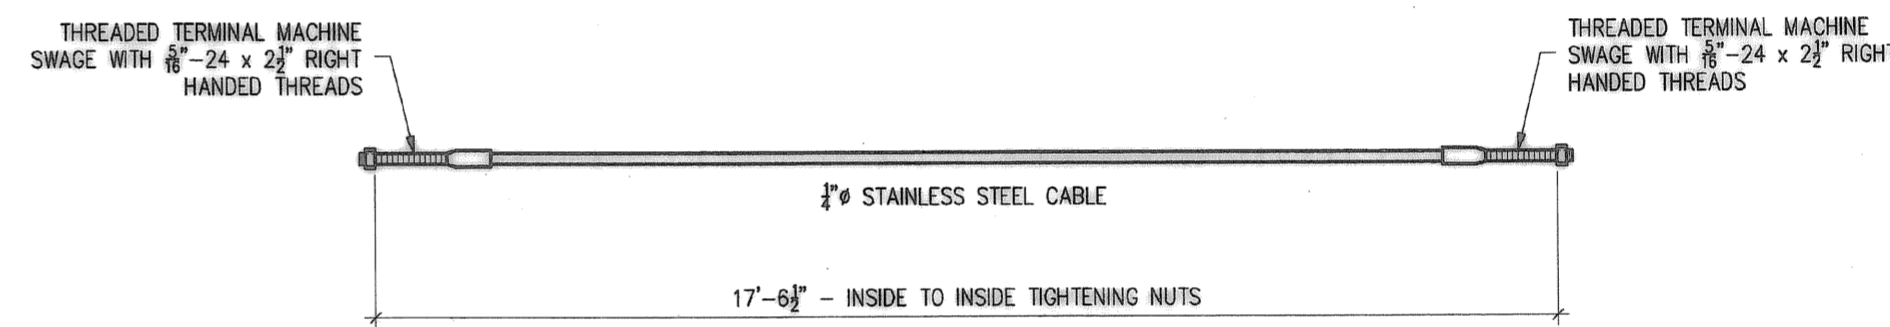 THREADED TERMINAL MACHINE
SWAGE WITH 5/16"-24 x 2 1/2" RIGHT
HANDED THREADS
THREADED TERMINAL MACHINE
SWAGE WITH 5/16"-24 x 2 1/2" RIGHT
HANDED THREADS
1/4"ø STAINLESS STEEL CABLE
17'-6 1/2" – INSIDE TO INSIDE TIGHTENING NUTS